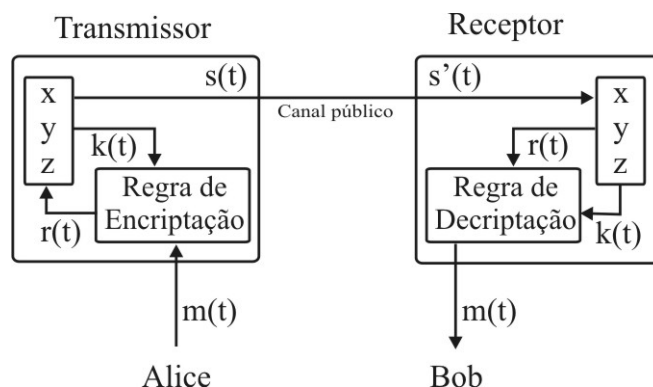 Transmissor
Receptor
s(t)
s’(t)
Canal público
x
y
z
k(t)
r(t)
Regra de
Encriptação
x
y
z
r(t)
k(t)
Regra de
Decriptação
m(t)
m(t)
Alice
Bob